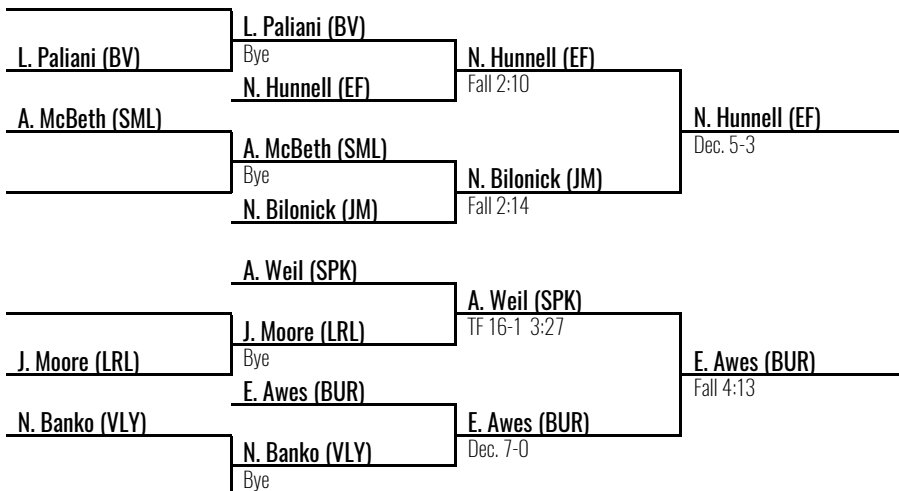 L. Paliani (BV)
L. Paliani (BV)
Bye
N. Hunnell (EF)
N. Hunnell (EF)
Fall 2:10
A. McBeth (SML)
N. Hunnell (EF)
Dec. 5-3
A. McBeth (SML)
Bye
N. Bilonick (JM)
Fall 2:14
N. Bilonick (JM)
A. Weil (SPK)
A. Weil (SPK)
TF 16-1 3:27
J. Moore (LRL)
Bye
J. Moore (LRL)
E. Awes (BUR)
Fall 4:13
E. Awes (BUR)
N. Banko (VLY)
E. Awes (BUR)
Dec. 7-0
N. Banko (VLY)
Bye